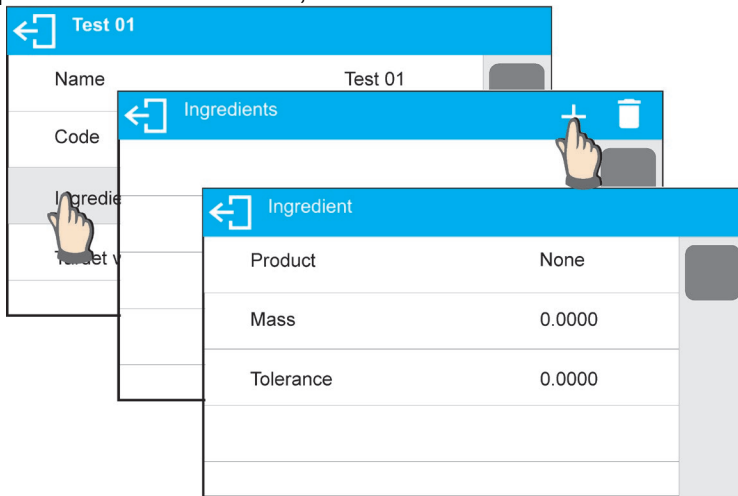 Test 01
Name Test 01
Code
Ingredients
Product None
Mass 0.0000
Tolerance 0.0000
Ingredient